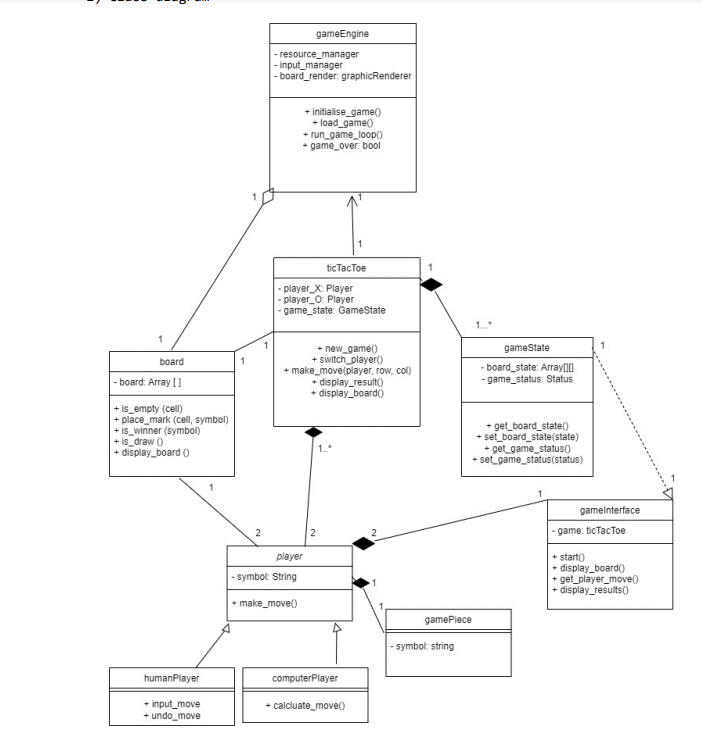 gameEngine
- resource_manager
- input_manager
- board_render: graphicRenderer
+ initialise_game()
+ load_game()
+ run_game_loop()
+ game_over: bool
1
1
1
ticTacToe
- player_X: Player
- player_O: Player
- game_state: GameState
+ new_game()
+ switch_player()
+ make_move(player, row, col)
+ display_result()
+ display_board()
1
1...*
1
board
- board: Array [ ]
+ is_empty (cell)
+ place_mark (cell, symbol)
+ is_winner (symbol)
+ is_draw ()
+ display_board ()
1
1
gameState
- board_state: Array[][]
- game_status: Status
+ get_board_state()
+ set_board_state(state)
+ get_game_status()
+ set_game_status(status)
1
1
1..*
1
2
2
2
1
gameInterface
- game: ticTacToe
+ start()
+ display_board()
+ get_player_move()
+ display_results()
player
- symbol: String
+ make_move()
1
1
gamePiece
- symbol: string
humanPlayer
+ input_move
+ undo_move
computerPlayer
+ calcluate_move()